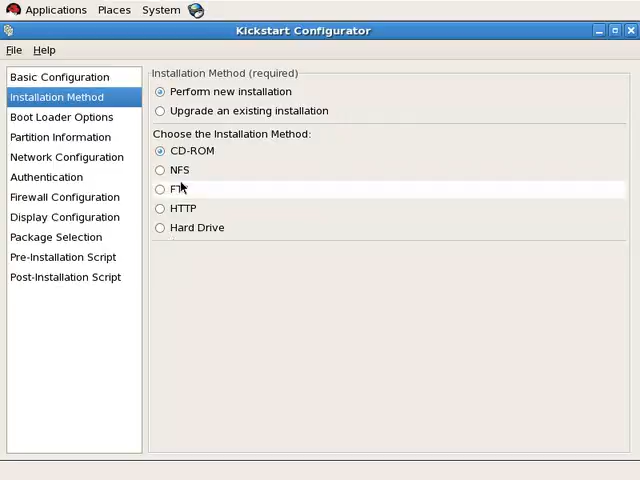 Applications Places System
Kickstart Configurator
File Help
Basic Configuration
Installation Method
Boot Loader Options
Partition Information
Network Configuration
Authentication
Firewall Configuration
Display Configuration
Package Selection
Pre-Installation Script
Post-Installation Script
Installation Method (required)
Perform new installation
Upgrade an existing installation
Choose the Installation Method:
CD-ROM
NFS
FTP
HTTP
Hard Drive